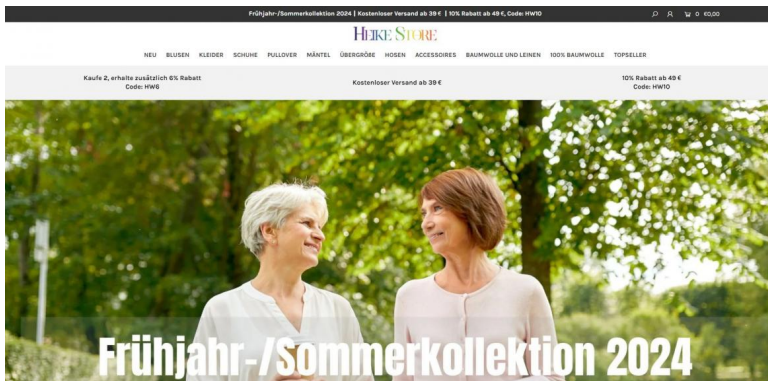 Frühjahr-/Sommerkollektion 2024 | Kostenloser Versand ab 39 € | 10% Rabatt ab 49 €, Code: HW10
0 €0,00
HEIKE STORE
NEU BLUSEN KLEIDER SCHUHE PULLOVER MÄNTEL ÜBERGRÖBE HOSEN ACCESSOIRES BAUMWOLLE UND LEINEN 100% BAUMWOLLE TOPSELLER
Kaufe 2, erhalte zusätzlich 6% Rabatt
Code: HW6
Kostenloser Versand ab 39 €
10% Rabatt ab 49 €
Code: HW10
Frühjahr-/Sommerkollektion 2024